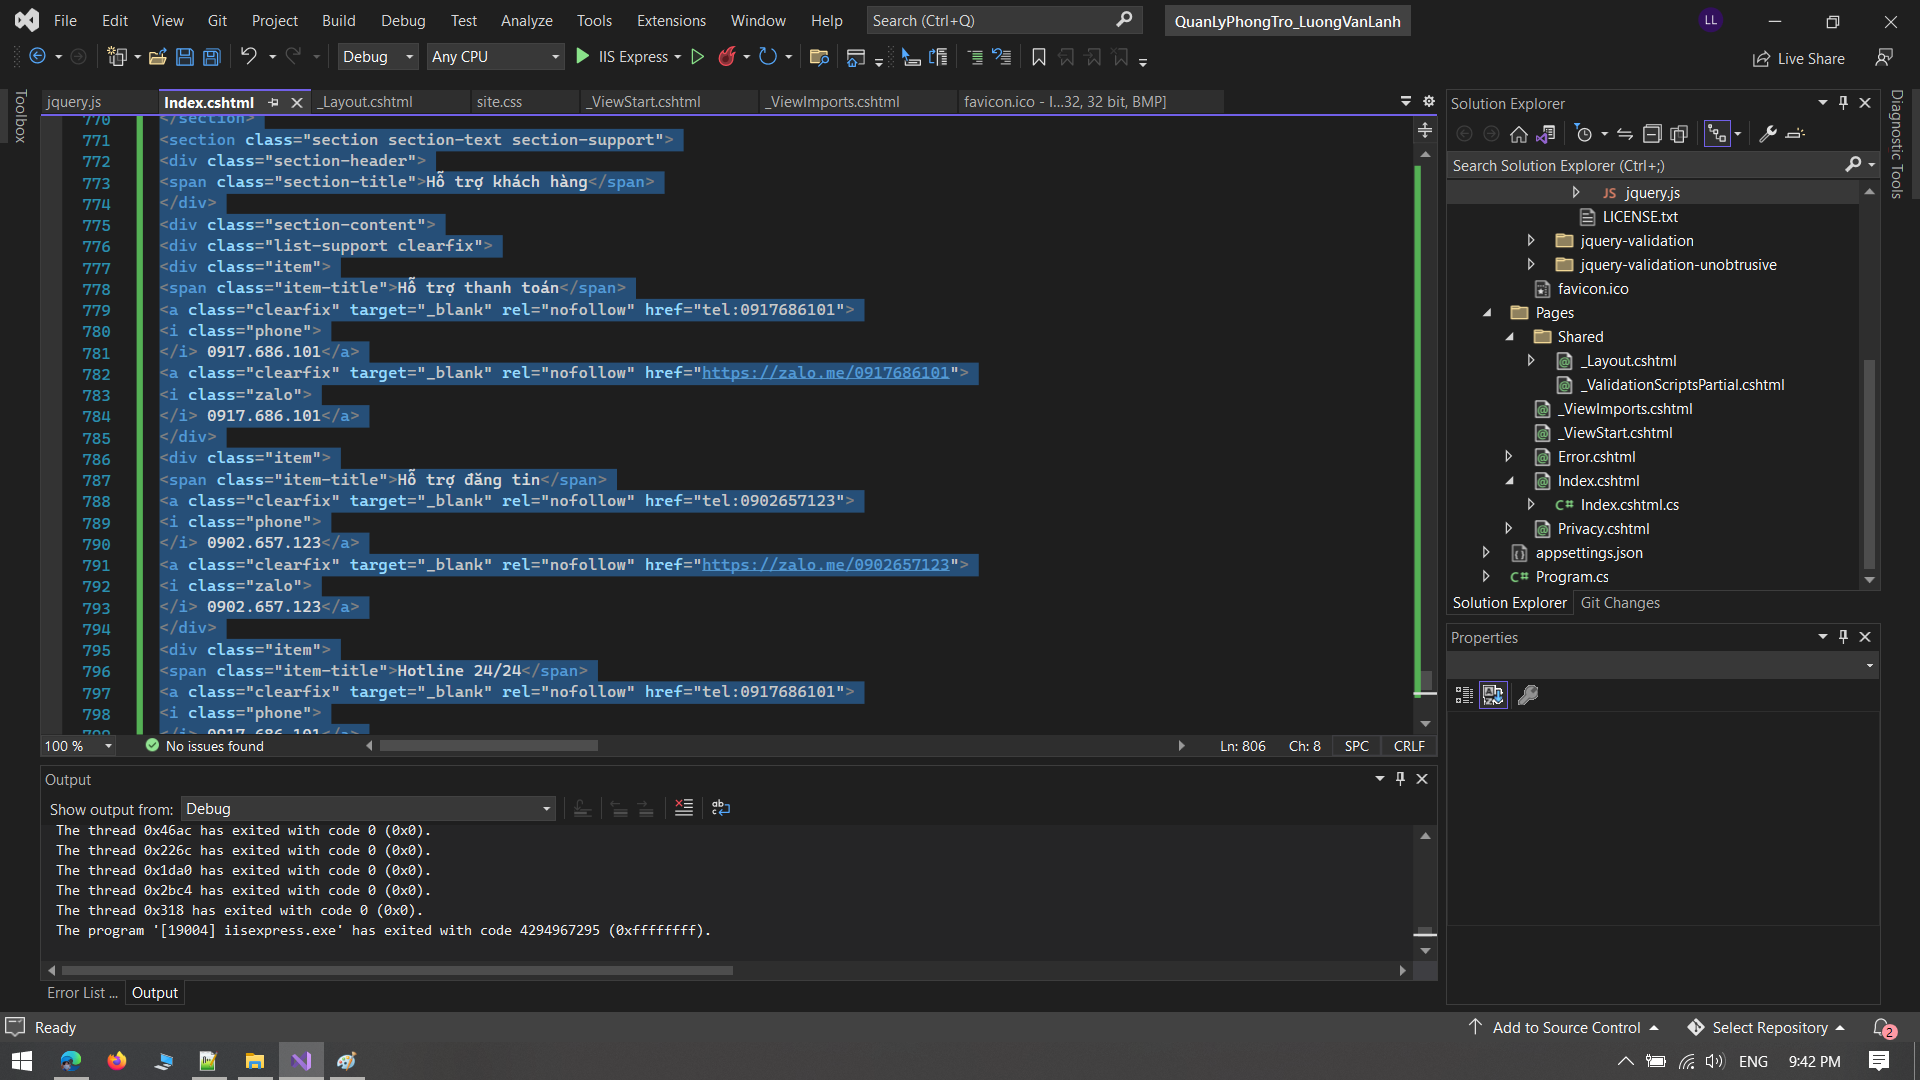 File Edit View Git Project Build Debug Test Analyze Tools Extensions Window Help Search (Ctrl+Q) QuanLyPhongTro_LuongVanLanh LL
Debug Any CPU IIS Express Live Share
Toolbox
jquery.js Index.cshtml _Layout.cshtml site.css _ViewStart.cshtml _ViewImports.cshtml favicon.ico - I...32, 32 bit, BMP]
770 </section>
771 <section class="section section-text section-support">
772 <div class="section-header">
773 <span class="section-title">Hỗ trợ khách hàng</span>
774 </div>
775 <div class="section-content">
776 <div class="list-support clearfix">
777 <div class="item">
778 <span class="item-title">Hỗ trợ thanh toán</span>
779 <a class="clearfix" target="_blank" rel="nofollow" href="tel:0917686101">
780 <i class="phone">
781 </i> 0917.686.101</a>
782 <a class="clearfix" target="_blank" rel="nofollow" href="https://zalo.me/0917686101">
783 <i class="zalo">
784 </i> 0917.686.101</a>
785 </div>
786 <div class="item">
787 <span class="item-title">Hỗ trợ đăng tin</span>
788 <a class="clearfix" target="_blank" rel="nofollow" href="tel:0902657123">
789 <i class="phone">
790 </i> 0902.657.123</a>
791 <a class="clearfix" target="_blank" rel="nofollow" href="https://zalo.me/0902657123">
792 <i class="zalo">
793 </i> 0902.657.123</a>
794 </div>
795 <div class="item">
796 <span class="item-title">Hotline 24/24</span>
797 <a class="clearfix" target="_blank" rel="nofollow" href="tel:0917686101">
798 <i class="phone">
799 </i> 0917.686.101</a>
100 % No issues found Ln: 806 Ch: 8 SPC CRLF
Output
Show output from: Debug
The thread 0x46ac has exited with code 0 (0x0).
The thread 0x226c has exited with code 0 (0x0).
The thread 0x1da0 has exited with code 0 (0x0).
The thread 0x2bc4 has exited with code 0 (0x0).
The thread 0x318 has exited with code 0 (0x0).
The program '[19004] iisexpress.exe' has exited with code 4294967295 (0xffffffff).
Error List ... Output
Solution Explorer
Search Solution Explorer (Ctrl+;)
JS jquery.js
LICENSE.txt
jquery-validation
jquery-validation-unobtrusive
favicon.ico
Pages
Shared
_Layout.cshtml
_ValidationScriptsPartial.cshtml
_ViewImports.cshtml
_ViewStart.cshtml
Error.cshtml
Index.cshtml
C# Index.cshtml.cs
Privacy.cshtml
appsettings.json
C# Program.cs
Solution Explorer Git Changes
Properties
Diagnostic Tools
Ready Add to Source Control Select Repository 2
ENG 9:42 PM